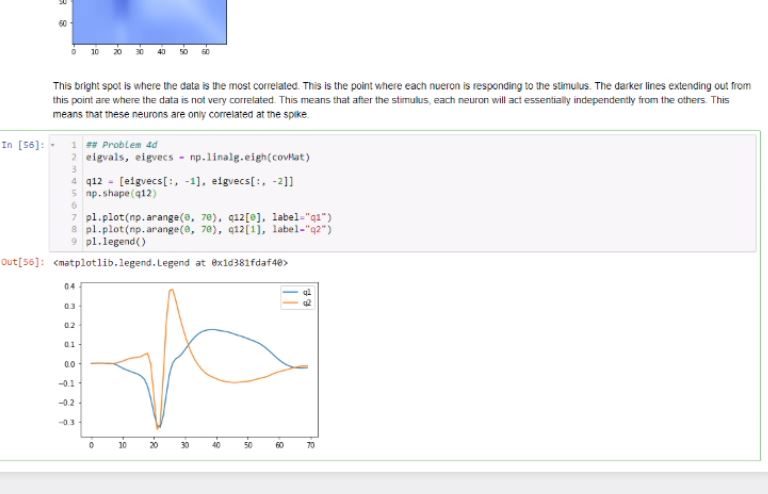 50
60
0 10 20 30 40 50 60
This bright spot is where the data is the most correlated. This is the point where each nueron is responding to the stimulus. The darker lines extending out from
this point are where the data is not very correlated. This means that after the stimulus, each neuron will act essentially independently from the others. This
means that these neurons are only correlated at the spike.
In [56]:
1 ## Problem 4d
2 eigvals, eigvecs = np.linalg.eigh(covMat)
3
4 q12 = [eigvecs[:, -1], eigvecs[:, -2]]
5 np.shape(q12)
6
7 pl.plot(np.arange(0, 70), q12[0], label="q1")
8 pl.plot(np.arange(0, 70), q12[1], label="q2")
9 pl.legend()
Out[56]: <matplotlib.legend.Legend at 0x1d381fdaf40>
q1
q2
0.4
0.3
0.2
0.1
0.0
−0.1
−0.2
−0.3
0 10 20 30 40 50 60 70